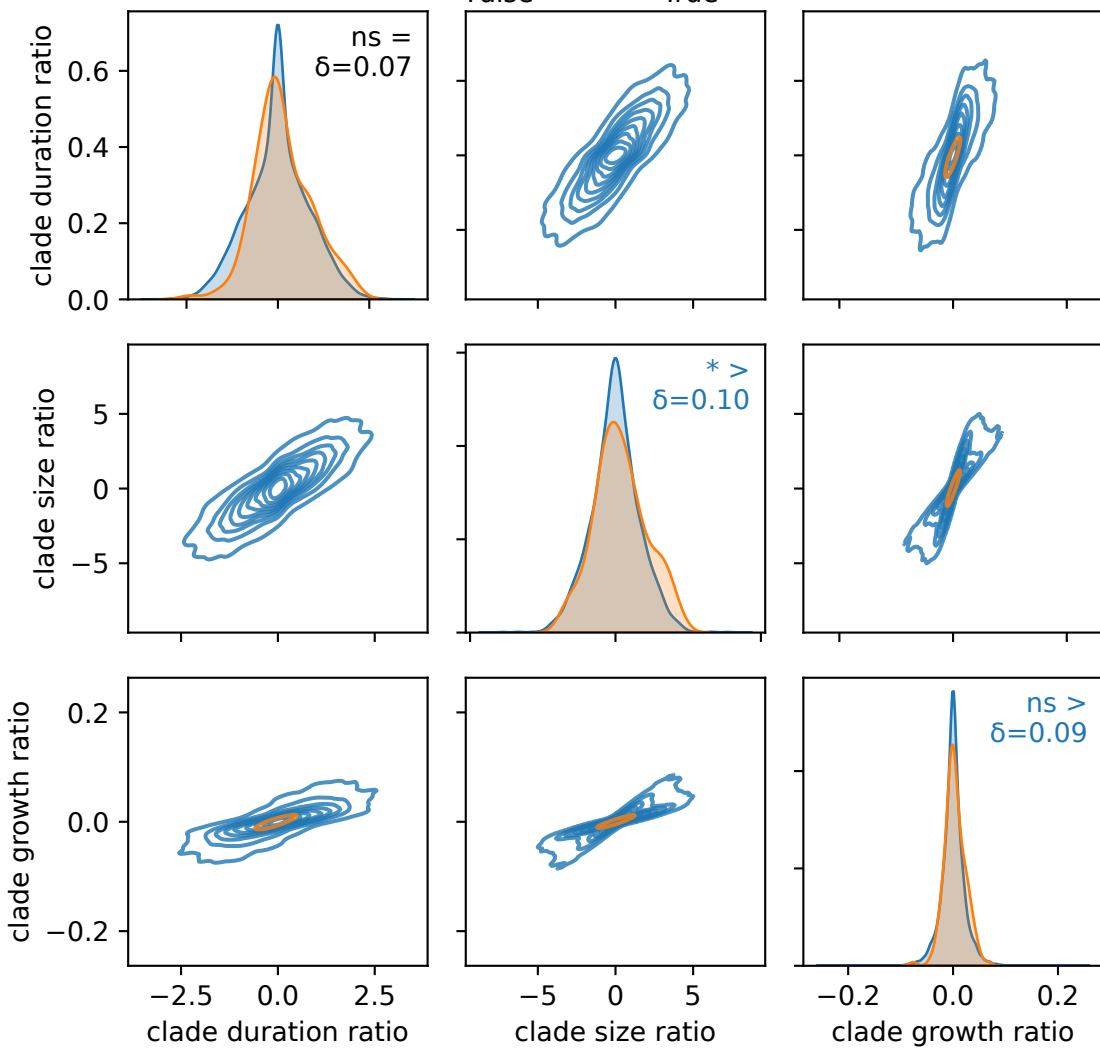 clade duration ratio
0.6
0.4
0.2
0.0
ns =
δ=0.07
clade size ratio
5
0
−5
* >
δ=0.10
clade growth ratio
0.2
0.0
−0.2
ns >
δ=0.09
−2.5 0.0 2.5
−5 0 5
−0.2 0.0 0.2
clade duration ratio
clade size ratio
clade growth ratio